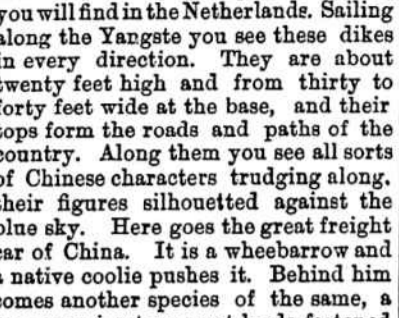 you will find in the Netherlands. Sailing
along the Yangste you see these dikes
in every direction. They are about
twenty feet high and from thirty to
forty feet wide at the base, and their
tops form the roads and paths of the
country. Along them you see all sorts
of Chinese characters trudging along,
their figures silhouetted against the
blue sky. Here goes the great freight
car of China. It is a wheebarrow and
a native coolie pushes it. Behind him
comes another species of the same, a